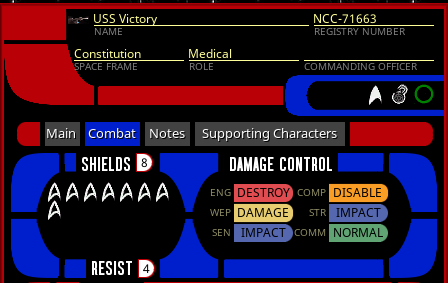 USS Victory NCC-71663
NAME REGISTRY NUMBER
Constitution Medical
SPACE FRAME ROLE COMMANDING OFFICER
Main Combat Notes Supporting Characters
SHIELDS 8 DAMAGE CONTROL
ENG DESTROY COMP DISABLE
WEP DAMAGE STR IMPACT
SEN IMPACT COMM NORMAL
RESIST 4